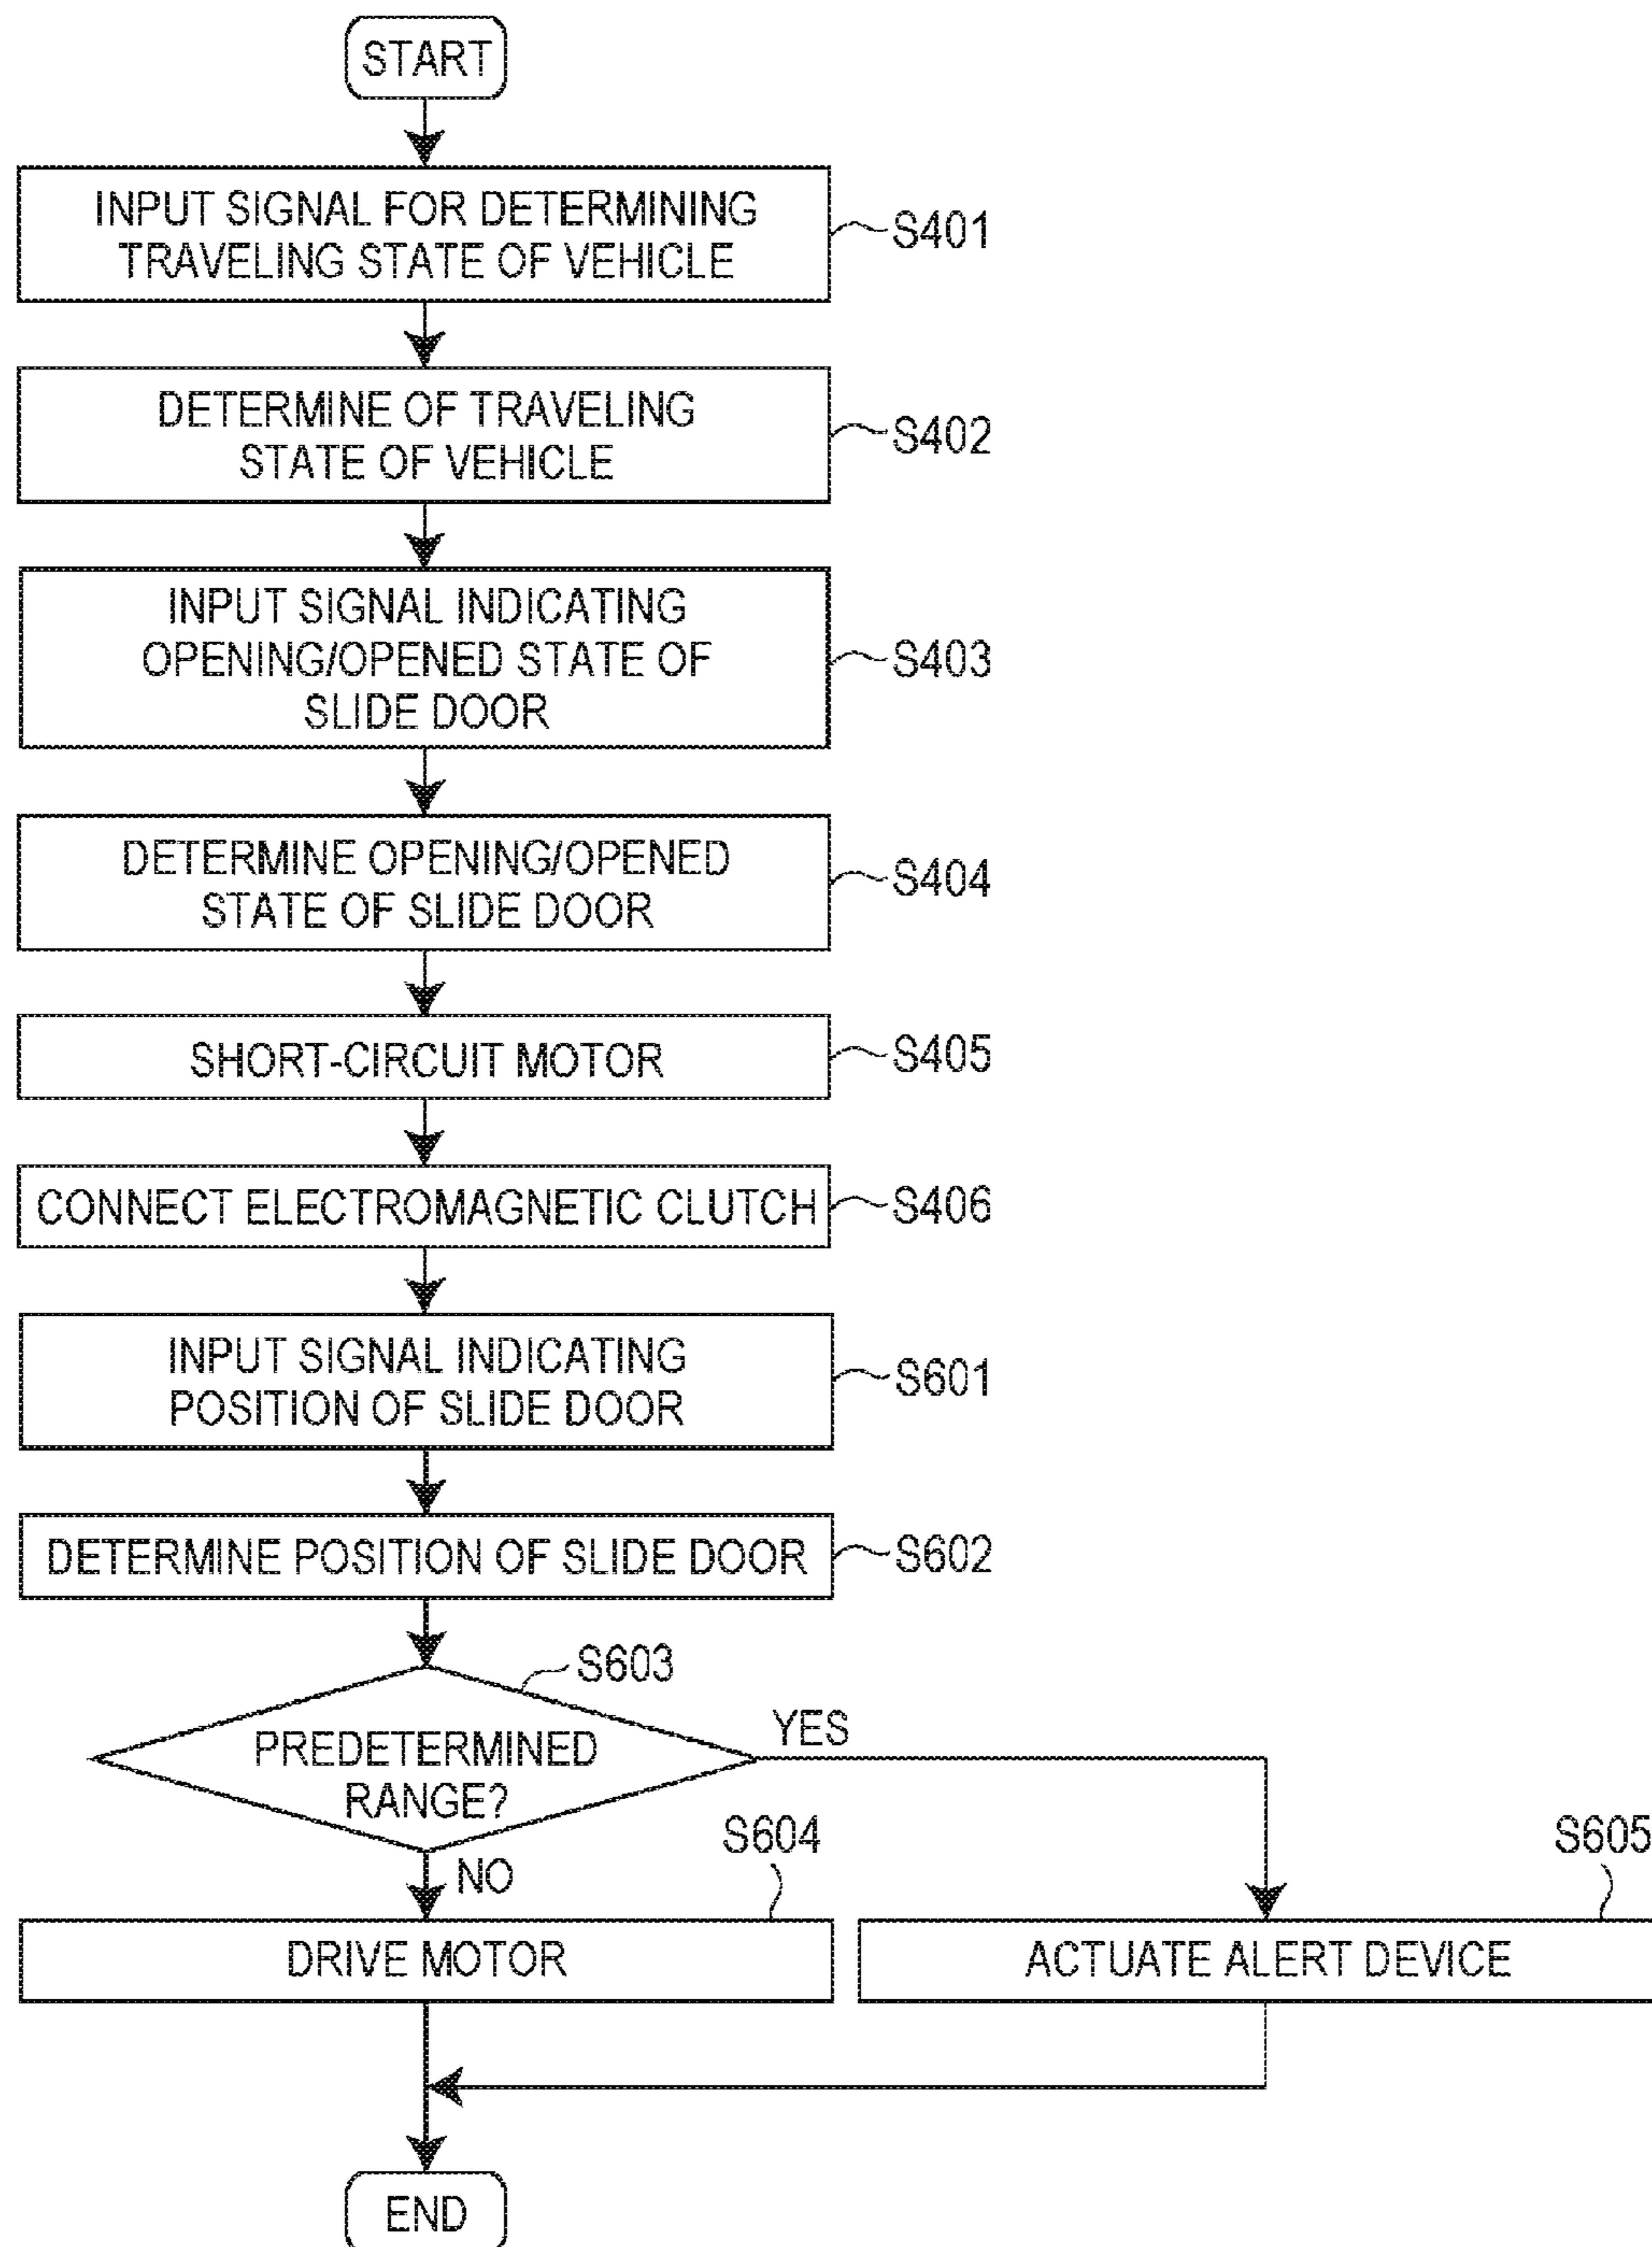 START
INPUT SIGNAL FOR DETERMINING
TRAVELING STATE OF VEHICLE
S401
DETERMINE OF TRAVELING
STATE OF VEHICLE
S402
INPUT SIGNAL INDICATING
OPENING/OPENED STATE OF
SLIDE DOOR
S403
DETERMINE OPENING/OPENED
STATE OF SLIDE DOOR
S404
SHORT-CIRCUIT MOTOR
S405
CONNECT ELECTROMAGNETIC CLUTCH
S406
INPUT SIGNAL INDICATING
POSITION OF SLIDE DOOR
S601
DETERMINE POSITION OF SLIDE DOOR
S602
S603
PREDETERMINED
RANGE?
YES
NO
S604
DRIVE MOTOR
S605
ACTUATE ALERT DEVICE
END